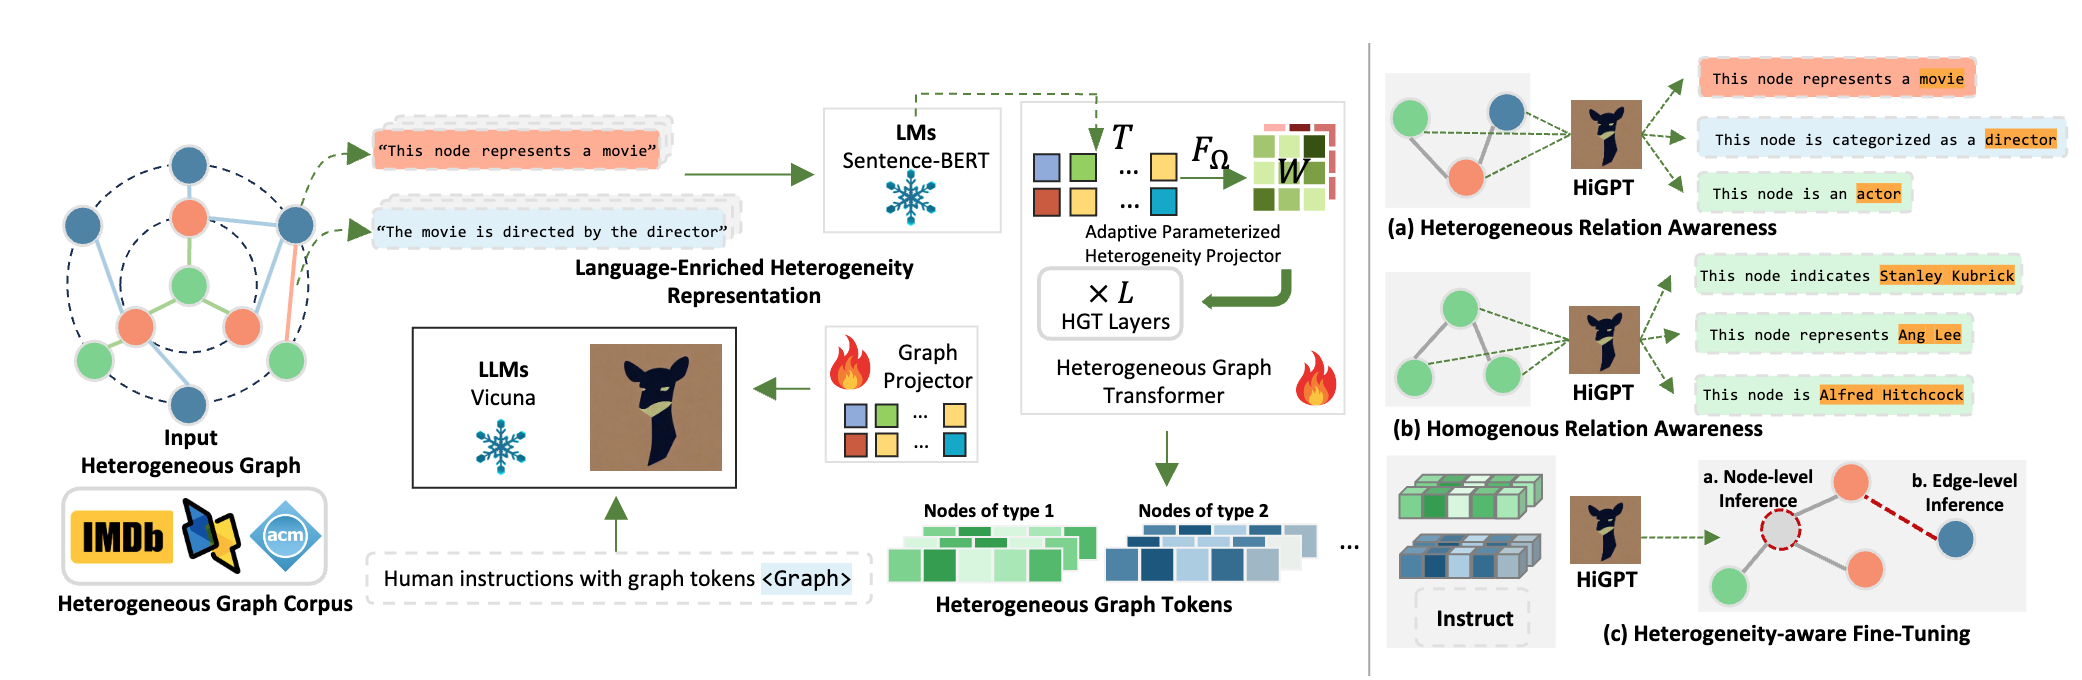 “This node represents a movie”
“The movie is directed by the director”
Language-Enriched Heterogeneity
Representation
Input
Heterogeneous Graph
IMDb
acm
Heterogeneous Graph Corpus
LMs
Sentence-BERT
T
F_Ω
W
Adaptive Parameterized
Heterogeneity Projector
× L
HGT Layers
Heterogeneous Graph
Transformer
LLMs
Vicuna
Graph
Projector
...
...
Human instructions with graph tokens <Graph>
Nodes of type 1
Nodes of type 2
...
Heterogeneous Graph Tokens
HiGPT
This node represents a movie
This node is categorized as a director
This node is an actor
(a) Heterogeneous Relation Awareness
HiGPT
This node indicates Stanley Kubrick
This node represents Ang Lee
This node is Alfred Hitchcock
(b) Homogenous Relation Awareness
Instruct
HiGPT
a. Node-level
Inference
b. Edge-level
Inference
(c) Heterogeneity-aware Fine-Tuning